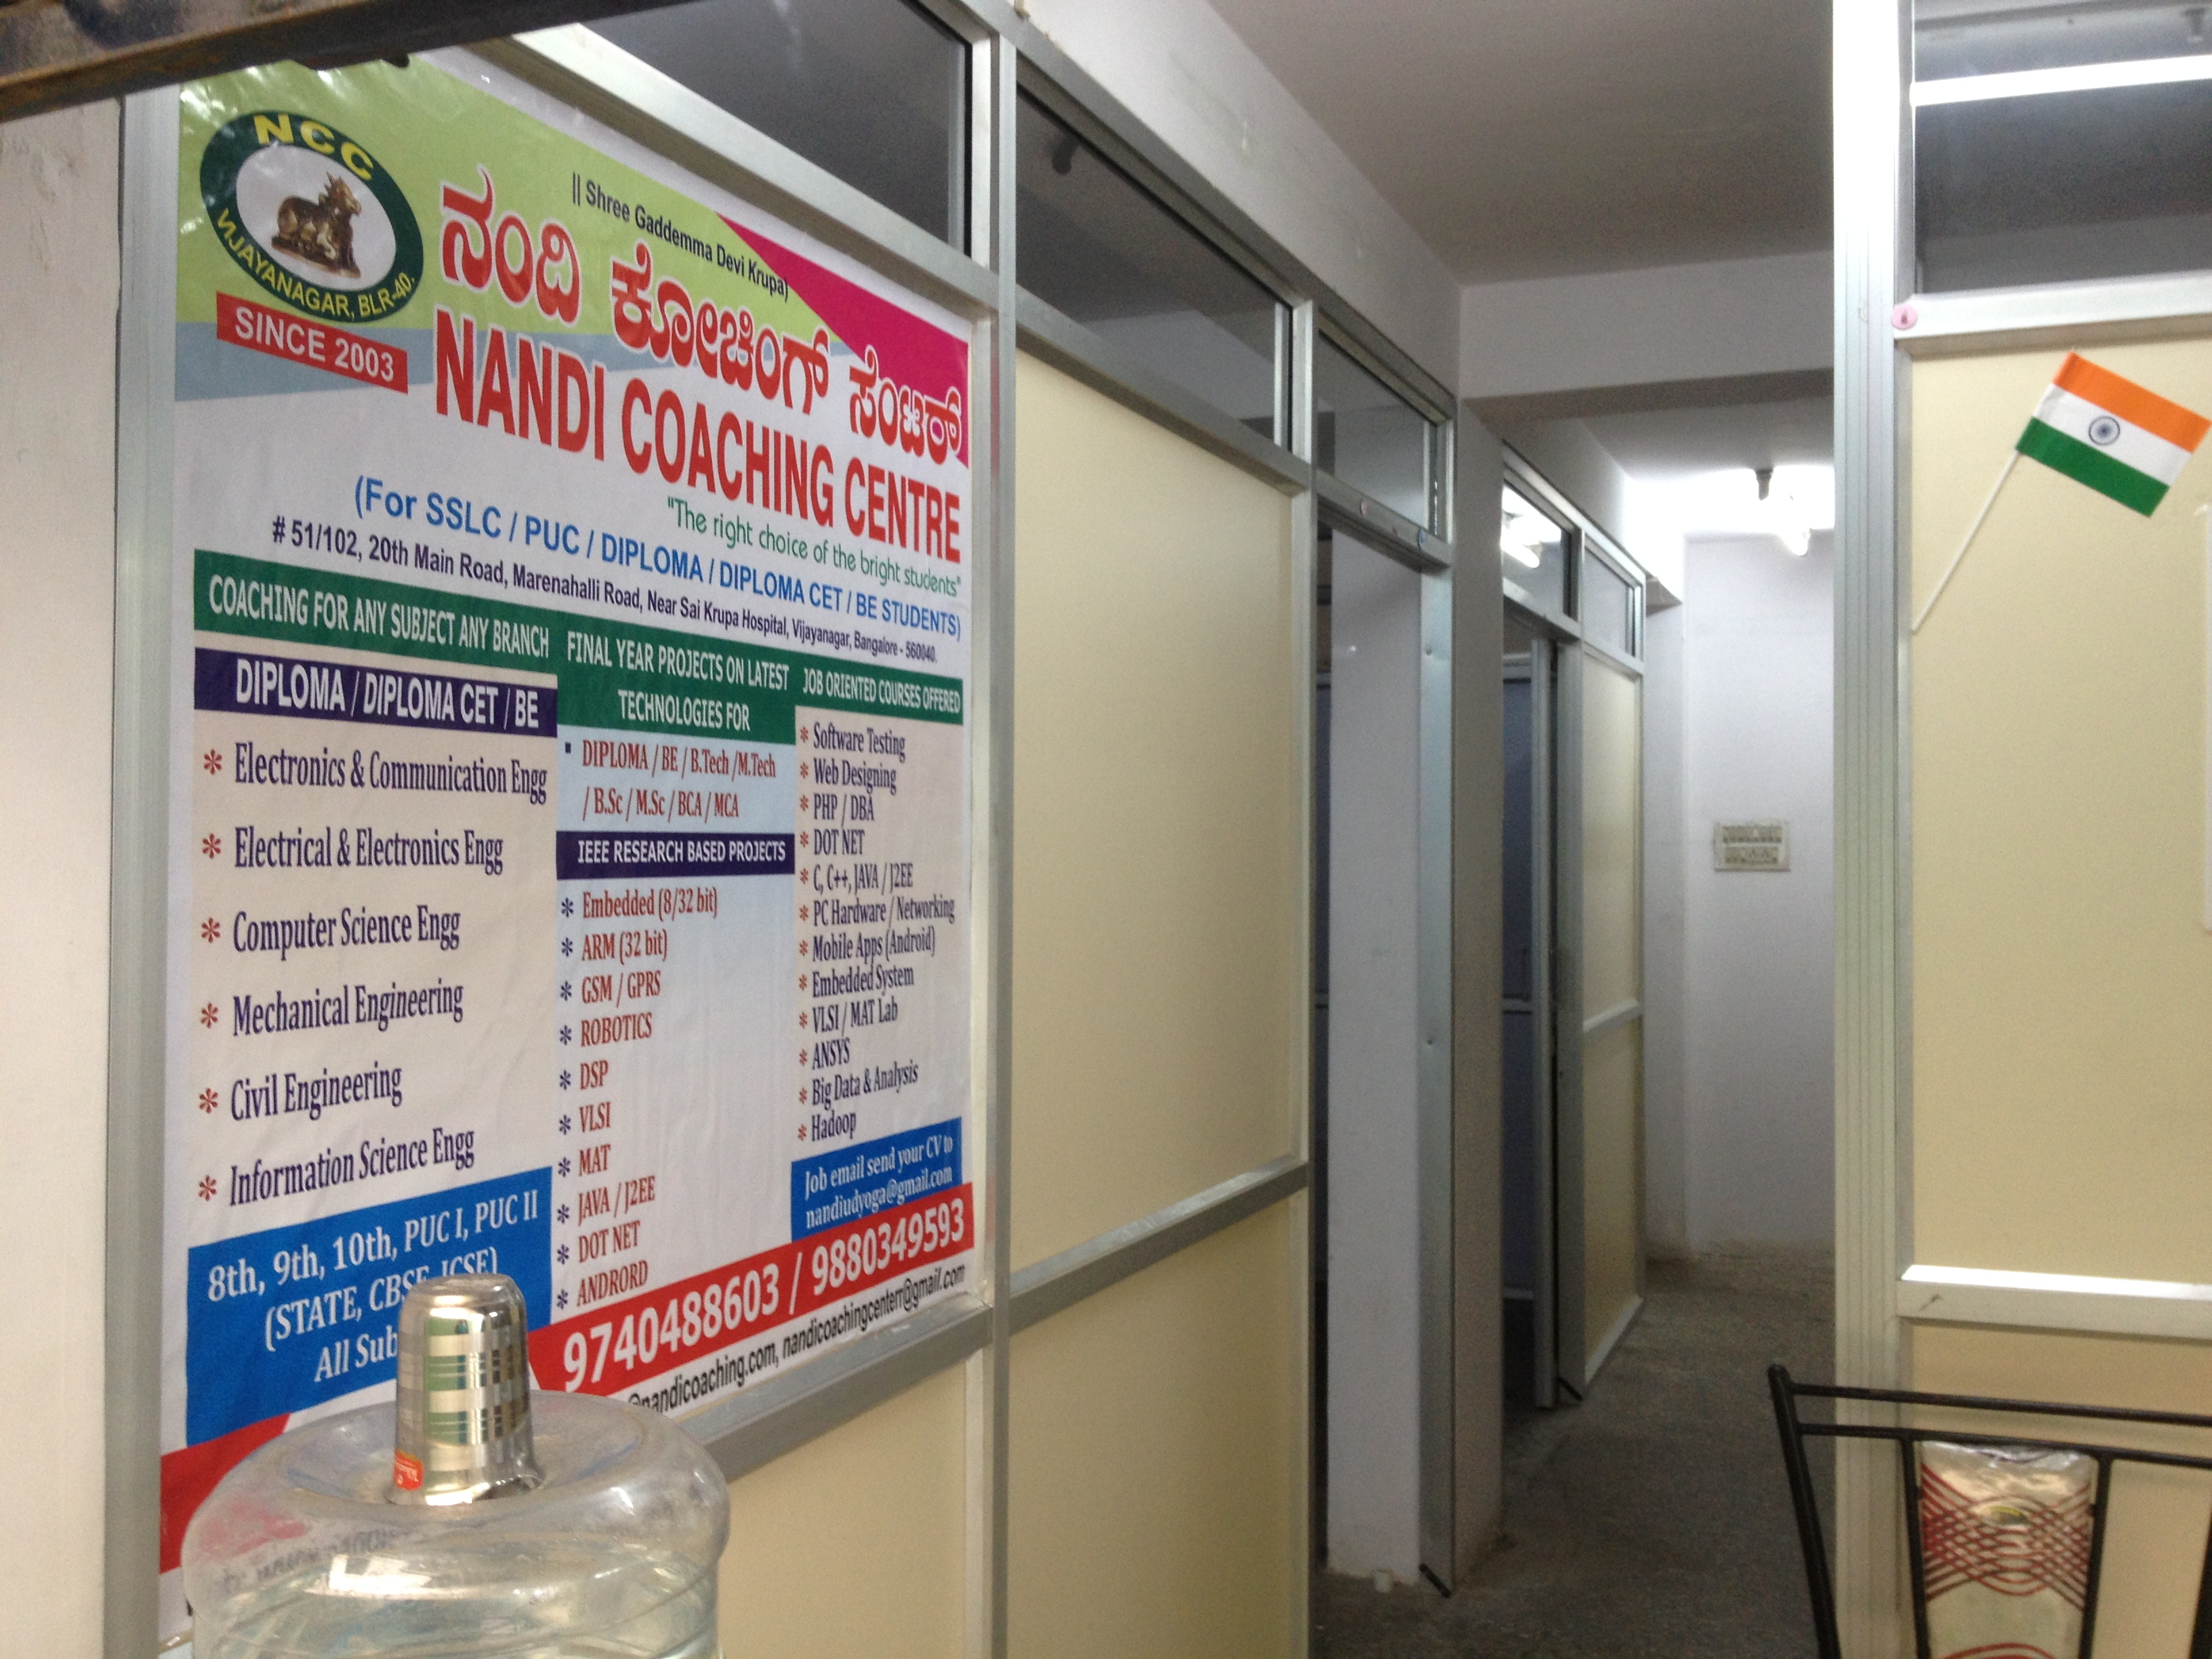 NCC
VIJAYANAGAR, BLR-40.
SINCE 2003
|| Shree Gaddemma Devi Krupa)
ನಂದಿ ಕೋಚಿಂಗ್ ಸೆಂಟರ್
NANDI COACHING CENTRE
"The right choice of the bright students"
(For SSLC / PUC / DIPLOMA / DIPLOMA CET / BE STUDENTS)
# 51/102, 20th Main Road, Marenahalli Road, Near Sai Krupa Hospital, Vijayanagar, Bangalore - 560040.
COACHING FOR ANY SUBJECT ANY BRANCH
DIPLOMA / DIPLOMA CET / BE
* Electronics & Communication Engg
* Electrical & Electronics Engg
* Computer Science Engg
* Mechanical Engineering
* Civil Engineering
* Information Science Engg
8th, 9th, 10th, PUC I, PUC II
(STATE, CBSE, ICSE)
All Sub
FINAL YEAR PROJECTS ON LATEST
TECHNOLOGIES FOR
DIPLOMA / BE / B.Tech /M.Tech
/ B.Sc / M.Sc / BCA / MCA
IEEE RESEARCH BASED PROJECTS
* Embedded (8/32 bit)
* ARM (32 bit)
* GSM / GPRS
* ROBOTICS
* DSP
* VLSI
* MAT
* JAVA / J2EE
* DOT NET
* ANDRORD
JOB ORIENTED COURSES OFFERED
* Software Testing
* Web Designing
* PHP / DBA
* DOT NET
* C, C++, JAVA / J2EE
* PC Hardware / Networking
* Mobile Apps (Android)
* Embedded System
* VLSI / MAT Lab
* ANSYS
* Big Data & Analysis
* Hadoop
Job email send your CV to
nandiudyoga@gmail.com
9740488603 / 9880349593
@nandicoaching.com, nandicoachingcenterr@gmail.com